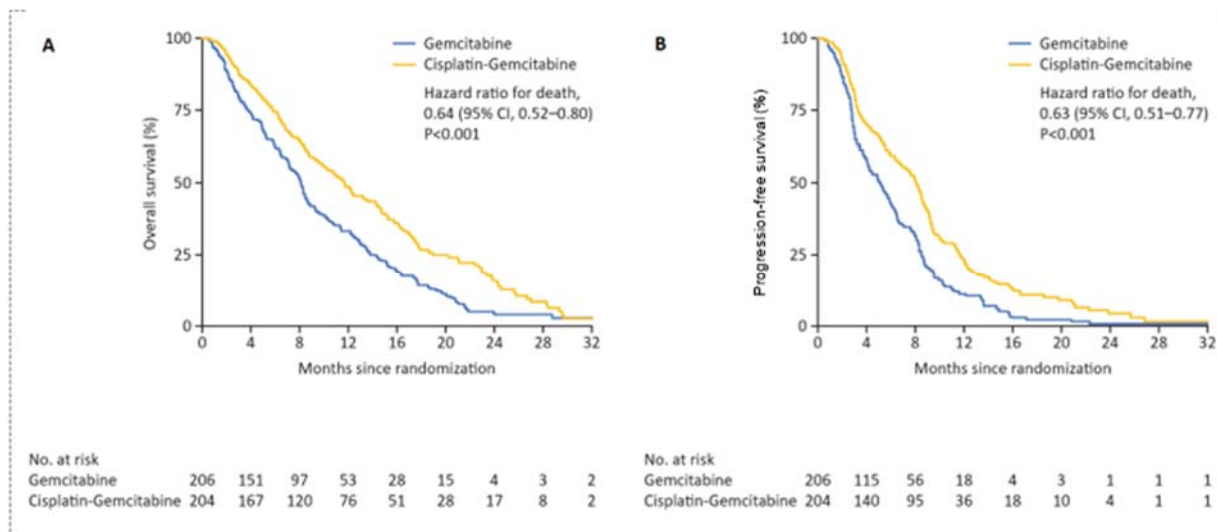 A
Overall survival (%)
100
75
50
25
0
Gemcitabine
Cisplatin-Gemcitabine
Hazard ratio for death,
0.64 (95% CI, 0.52–0.80)
P<0.001
0 4 8 12 16 20 24 28 32
Months since randomization
No. at risk
Gemcitabine 206 151 97 53 28 15 4 3 2
Cisplatin-Gemcitabine 204 167 120 76 51 28 17 8 2
B
Progression-free survival (%)
100
75
50
25
0
Gemcitabine
Cisplatin-Gemcitabine
Hazard ratio for death,
0.63 (95% CI, 0.51–0.77)
P<0.001
0 4 8 12 16 20 24 28 32
Months since randomization
No. at risk
Gemcitabine 206 115 56 18 4 3 1 1 1
Cisplatin-Gemcitabine 204 140 95 36 18 10 4 1 1